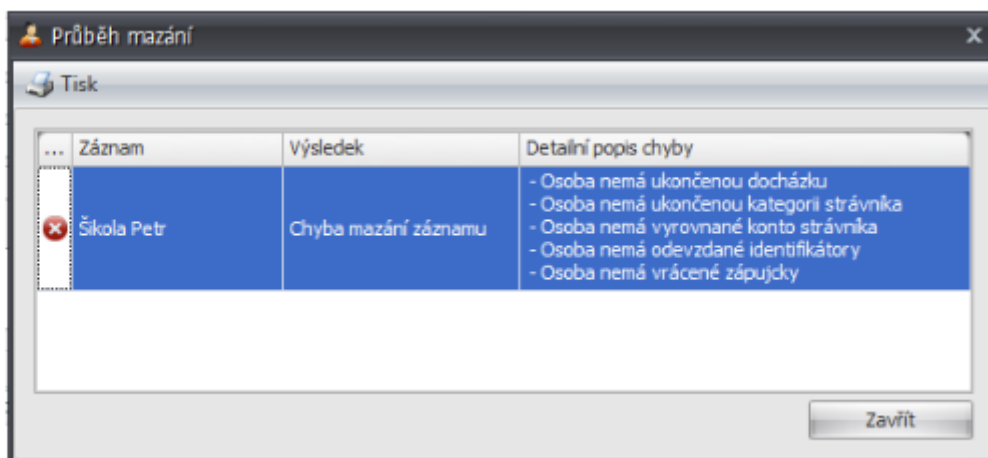 Průběh mazání
Tisk
... Záznam Výsledek Detailní popis chyby
- Osoba nemá ukončenou docházku
- Osoba nemá ukončenou kategorii strávníka
Šikola Petr Chyba mazání záznamu - Osoba nemá vyrovnané konto strávníka
- Osoba nemá odevzdané identifikátory
- Osoba nemá vrácené zápujcky
Zavřít